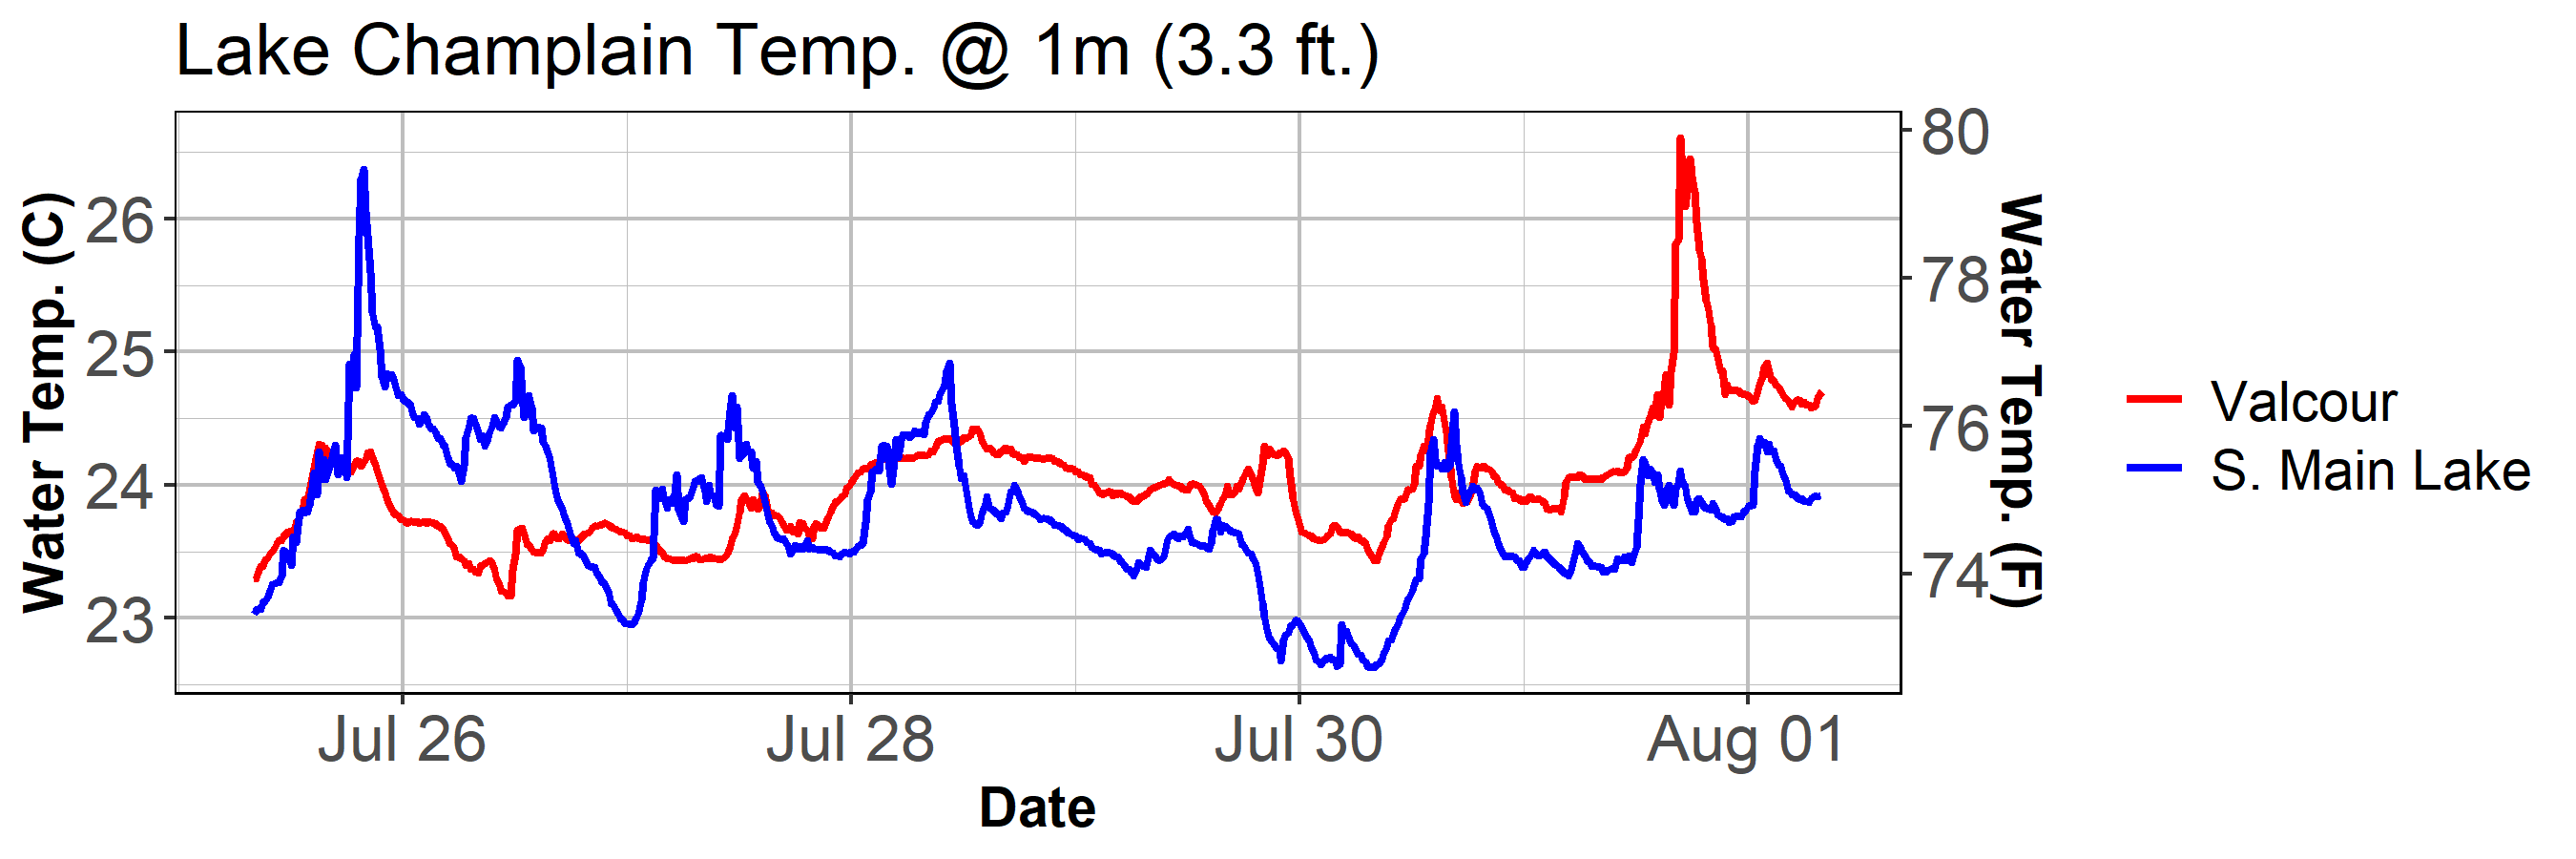 Lake Champlain Temp. @ 1m (3.3 ft.)
Water Temp. (C)
26
25
24
23
80
78
76
74
Water Temp. (F)
Jul 26
Jul 28
Jul 30
Aug 01
Date
Valcour
S. Main Lake